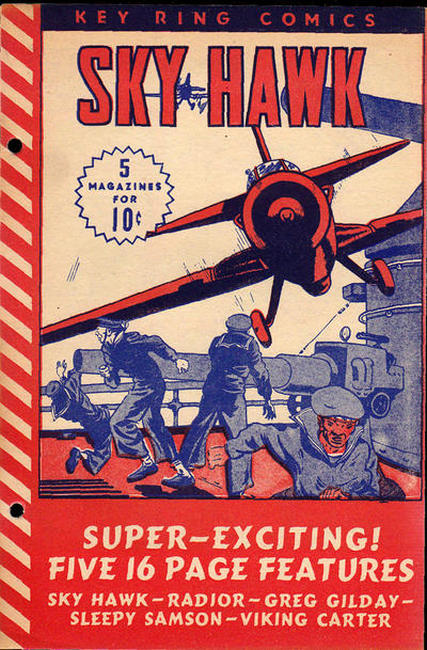 KEY RING COMICS
SKY HAWK
5
MAGAZINES
FOR
10¢
SUPER-EXCITING!
FIVE 16 PAGE FEATURES
SKY HAWK-RADIOR-GREG GILDAY-
SLEEPY SAMSON-VIKING CARTER